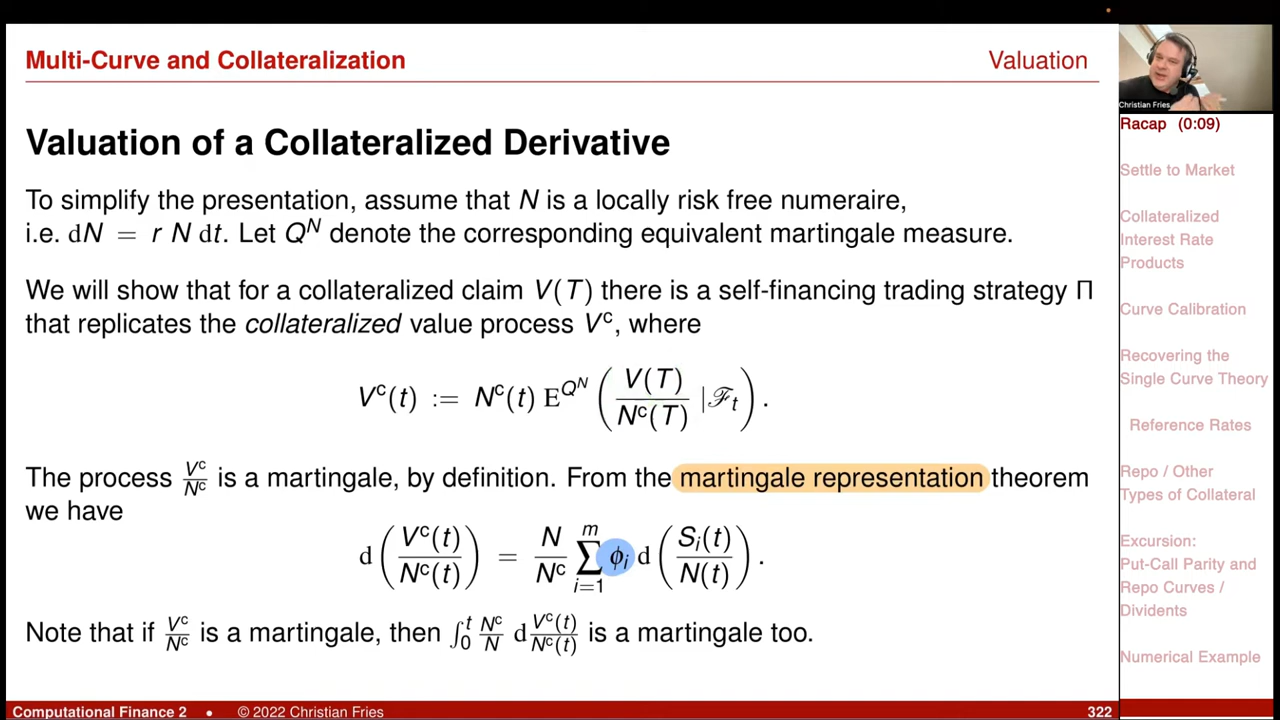 Multi-Curve and Collateralization
Valuation
Valuation of a Collateralized Derivative
To simplify the presentation, assume that N is a locally risk free numeraire,
i.e. dN = r N dt. Let Q^N denote the corresponding equivalent martingale measure.
We will show that for a collateralized claim V(T) there is a self-financing trading strategy Π
that replicates the collateralized value process V^c, where
V^c(t) := N^c(t) E^{Q^N} ( V(T) / N^c(T) | ℱ_t ) .
The process V^c/N^c is a martingale, by definition. From the martingale representation theorem
we have
d ( V^c(t) / N^c(t) ) = N/N^c ∑_{i=1}^{m} ϕ_i d ( S_i(t) / N(t) ) .
Note that if V^c/N^c is a martingale, then ∫_0^t N^c/N d V^c(t)/N^c(t) is a martingale too.
Christian Fries
Racap (0:09)
Settle to Market
Collateralized
Interest Rate
Products
Curve Calibration
Recovering the
Single Curve Theory
Reference Rates
Repo / Other
Types of Collateral
Excursion:
Put-Call Parity and
Repo Curves /
Dividents
Numerical Example
Computational Finance 2 • © 2022 Christian Fries
322